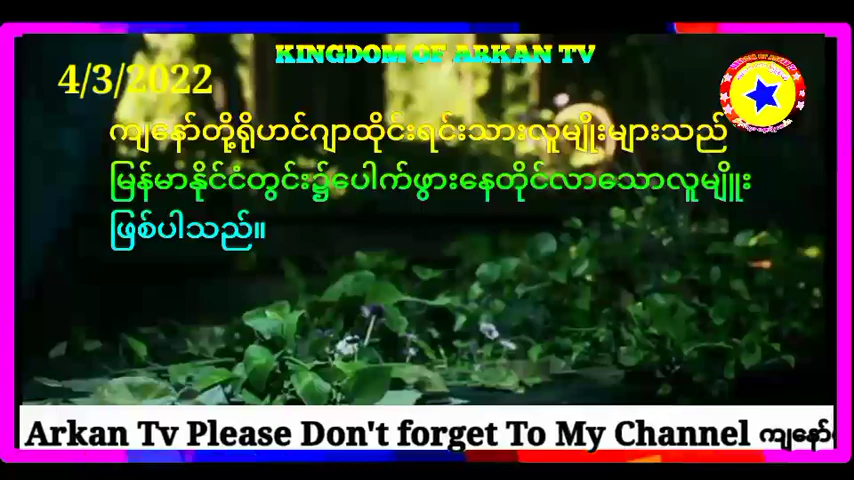 KINGDOM OF ARKAN TV
4/3/2022
ကျနော်တို့ရိုဟင်ဂျာထိုင်းရင်းသားလူမျိုးများသည်
မြန်မာနိုင်ငံတွင်း၌ပေါက်ဖွားနေတိုင်လာသောလူမျိူး
ဖြစ်ပါသည်။
Arkan Tv Please Don't forget To My Channel ကျနော်